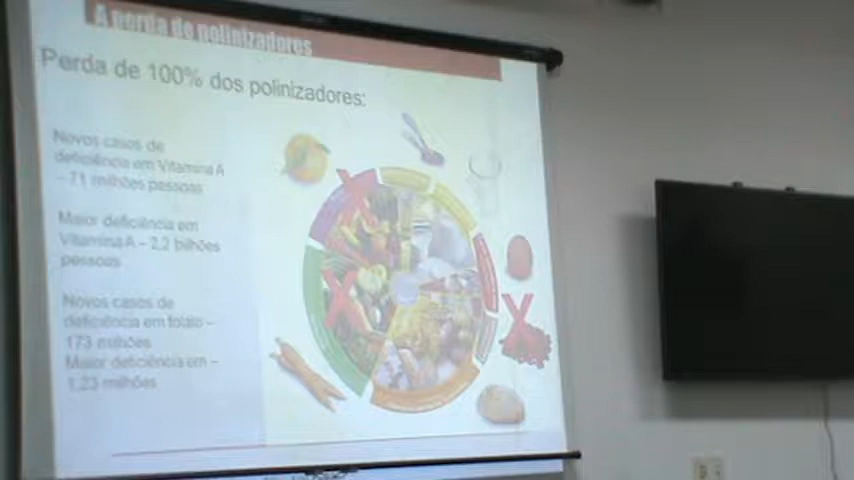 A perda de polinizadores
Perda de 100% dos polinizadores:
Novos casos de
deficiência em Vitamina A
– 71 milhões pessoas
Maior deficiência em
Vitamina A – 2,2 bilhões
pessoas
Novos casos de
deficiência em folato –
173 milhões
Maior deficiência em –
1,23 milhões